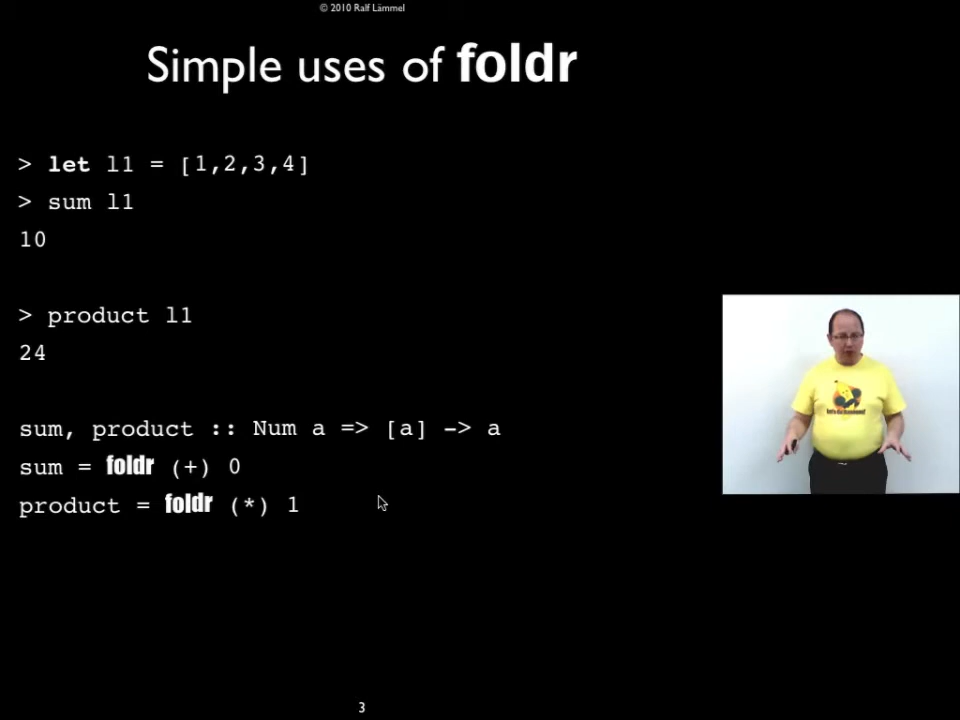 © 2010 Ralf Lämmel
Simple uses of foldr
> let l1 = [1,2,3,4]
> sum l1
10
> product l1
24
sum, product :: Num a => [a] -> a
sum = foldr (+) 0
product = foldr (*) 1
3